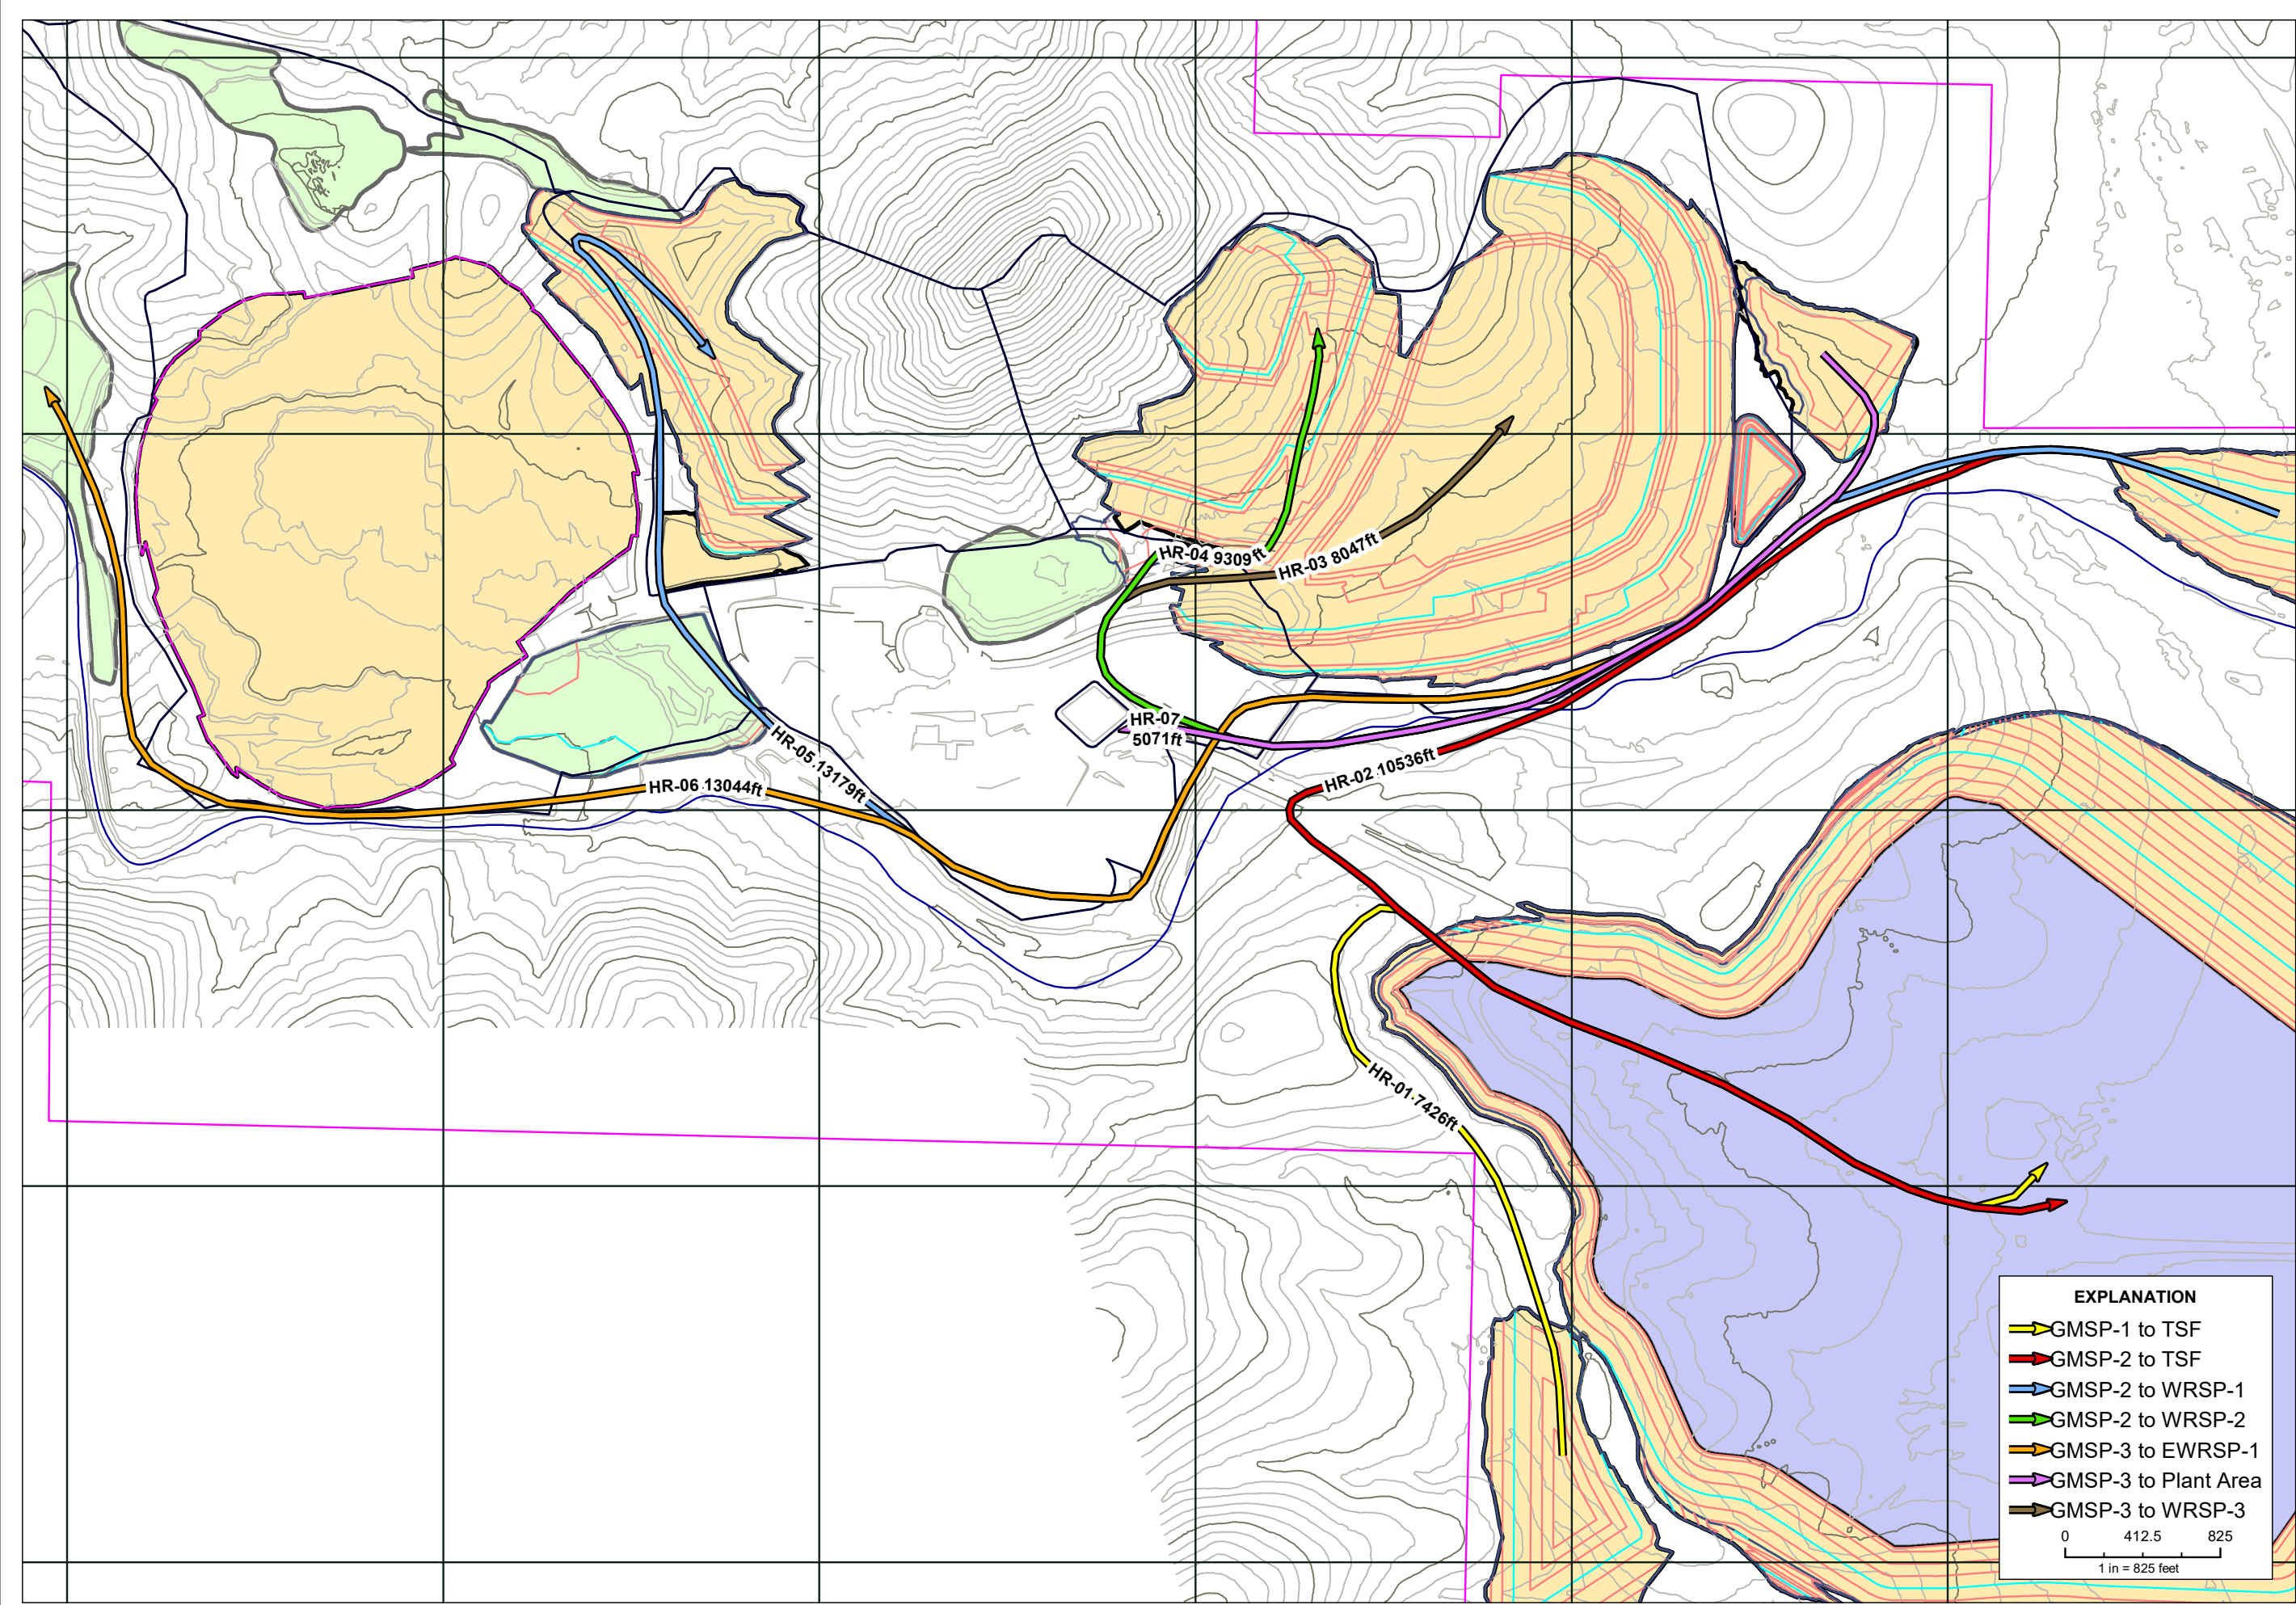 HR-04 9309ft
HR-03 8047ft
HR-07
5071ft
HR-02 10536ft
HR-05 13179ft
HR-06 13044ft
HR-01 7426ft
EXPLANATION
GMSP-1 to TSF
GMSP-2 to TSF
GMSP-2 to WRSP-1
GMSP-2 to WRSP-2
GMSP-3 to EWRSP-1
GMSP-3 to Plant Area
GMSP-3 to WRSP-3
0 412.5 825
1 in = 825 feet